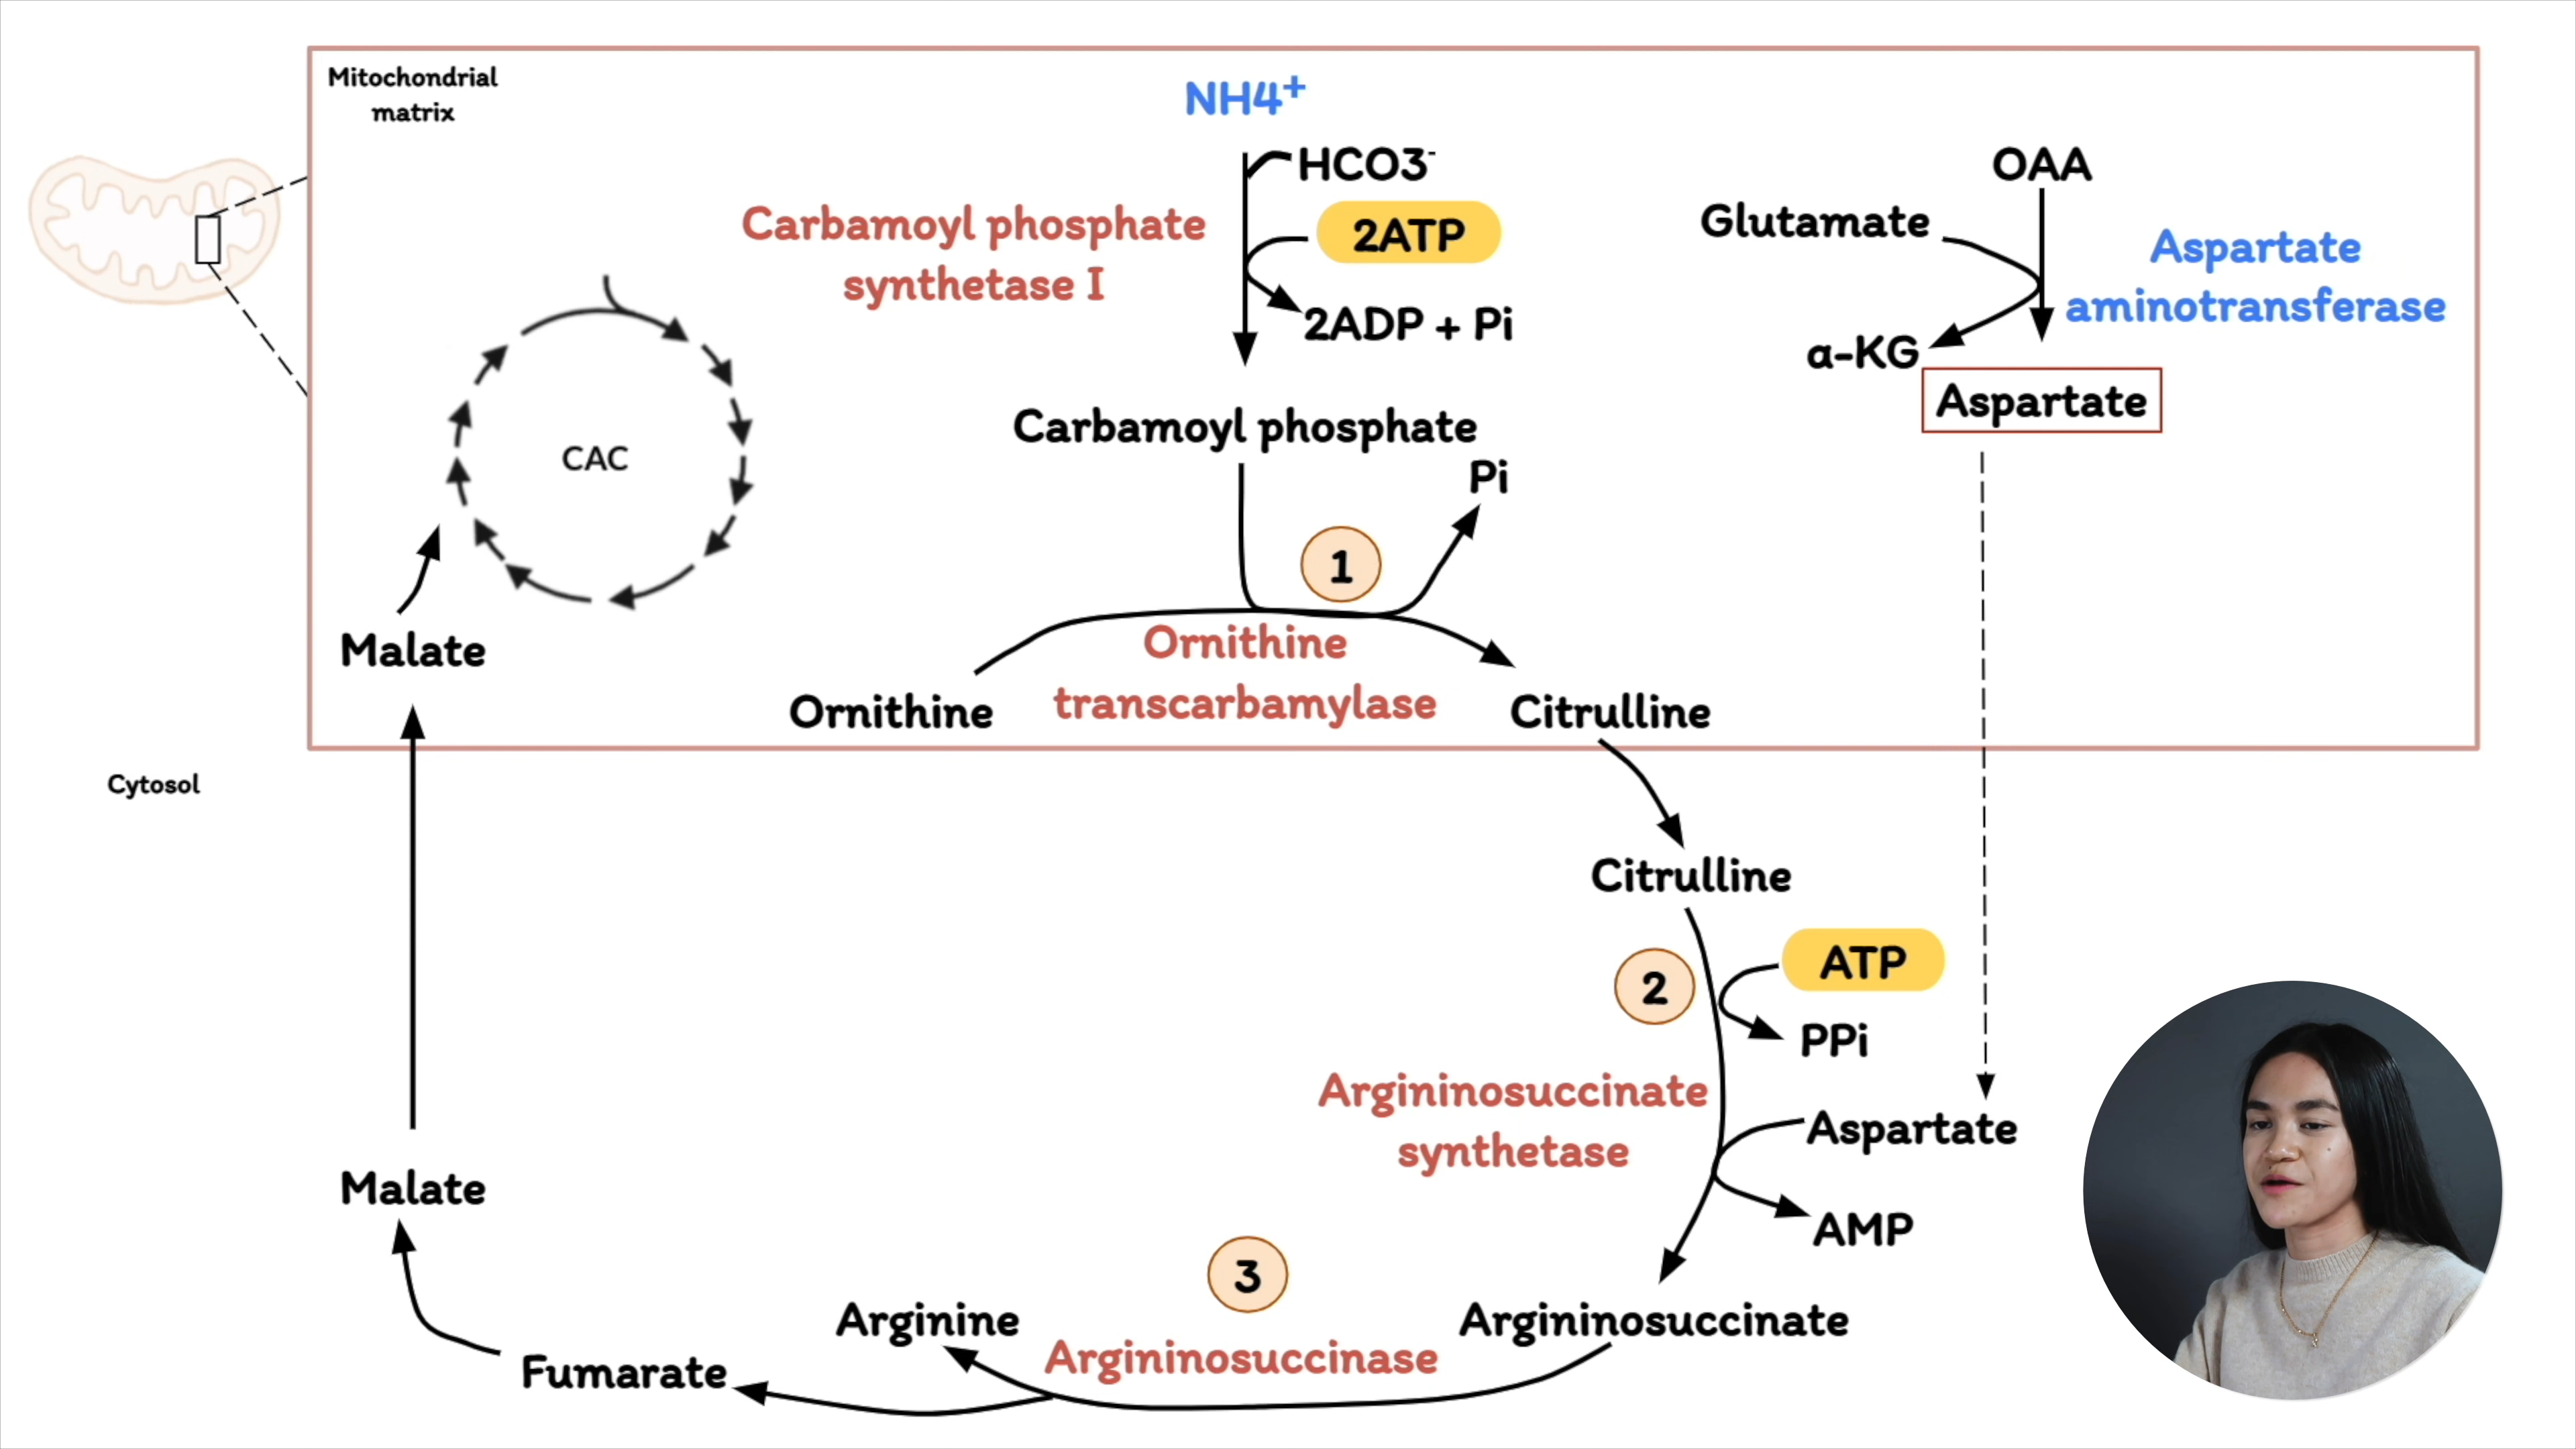 Mitochondrial
matrix
NH4⁺
HCO3⁻
Carbamoyl phosphate
synthetase I
2ATP
2ADP + Pi
OAA
Glutamate
Aspartate
aminotransferase
α-KG
Aspartate
CAC
Carbamoyl phosphate
Pi
1
Malate
Ornithine
Ornithine
transcarbamylase
Citrulline
Cytosol
Citrulline
2
ATP
PPi
Argininosuccinate
synthetase
Aspartate
AMP
Malate
3
Arginine
Argininosuccinase
Argininosuccinate
Fumarate